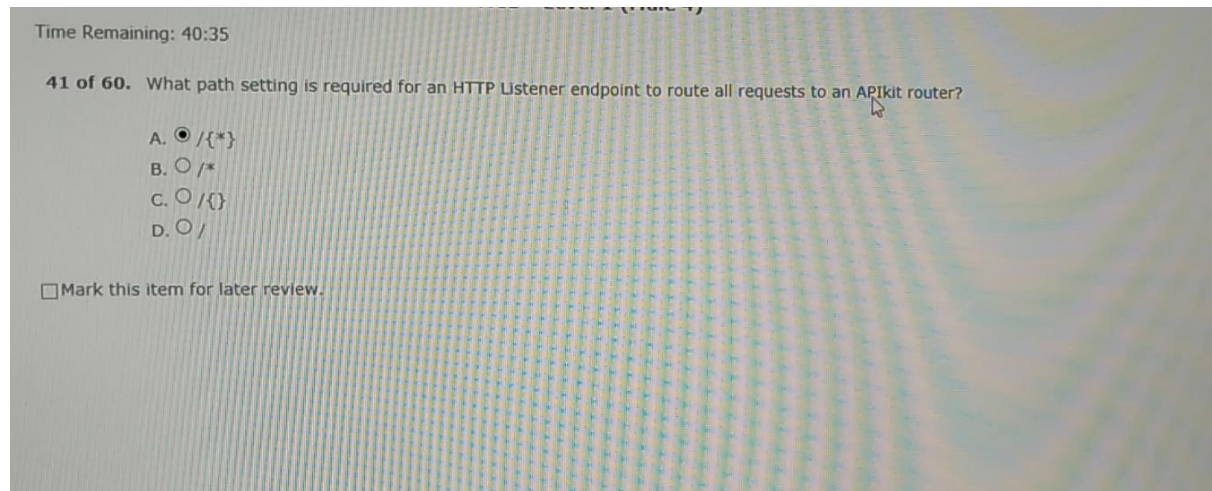 Time Remaining: 40:35
41 of 60. What path setting is required for an HTTP Listener endpoint to route all requests to an APIkit router?
A. /{*}
B. /*
C. /{}
D. /
Mark this item for later review.